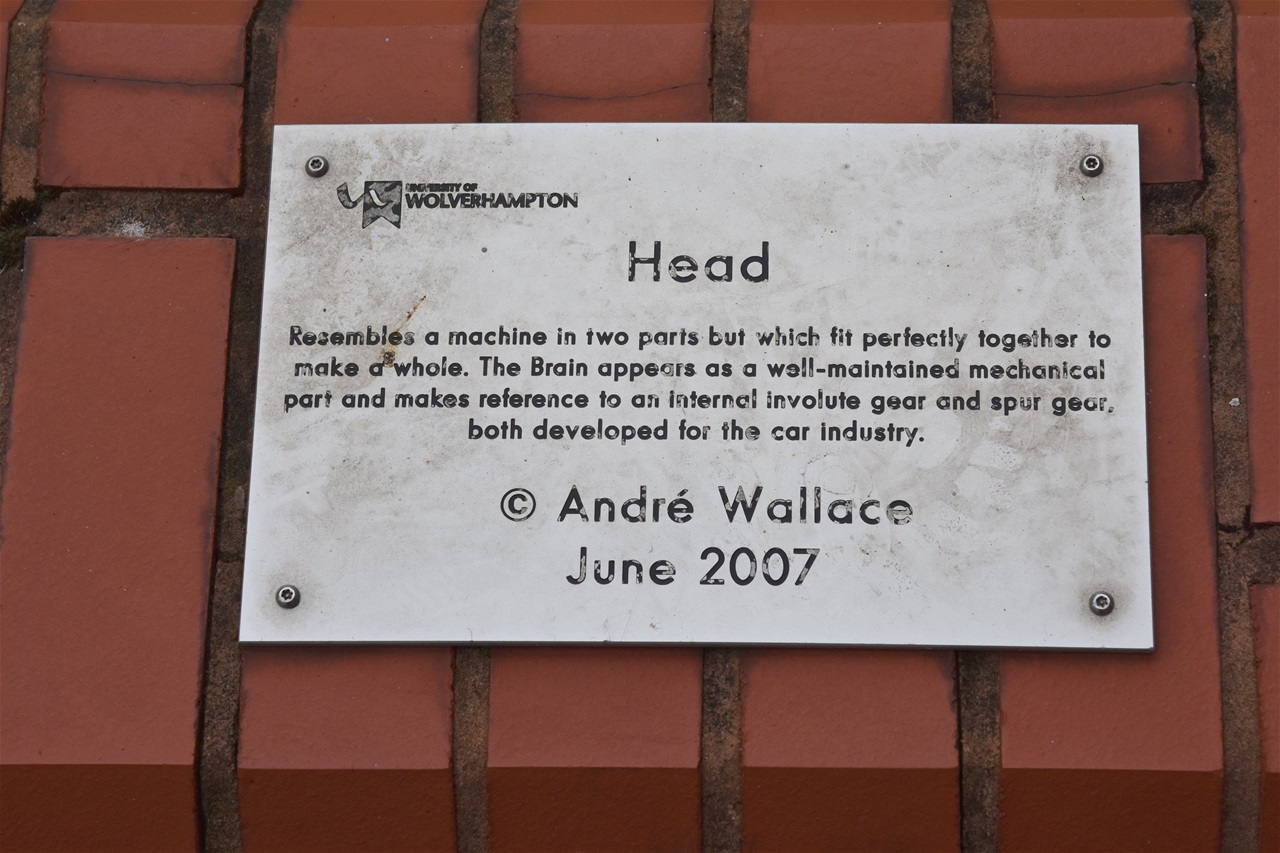 UNIVERSITY OF
WOLVERHAMPTON
Head
Resembles a machine in two parts but which fit perfectly together to
make a whole. The Brain appears as a well-maintained mechanical
part and makes reference to an internal involute gear and spur gear,
both developed for the car industry.
© André Wallace
June 2007